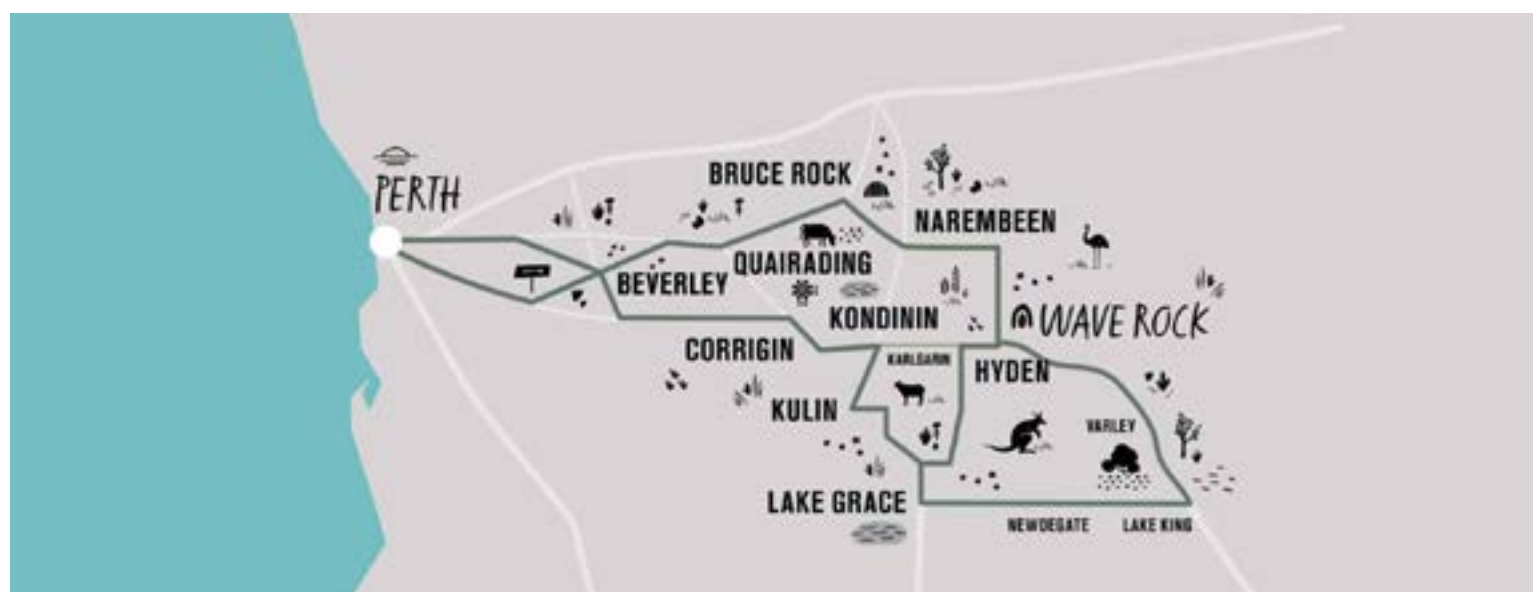 BRUCE ROCK
PERTH
NAREMBEEN
QUAIRADING
BEVERLEY
KONDININ
WAVE ROCK
CORRIGIN
KARLGARIN
HYDEN
KULIN
VARLEY
LAKE GRACE
NEWDEGATE
LAKE KING